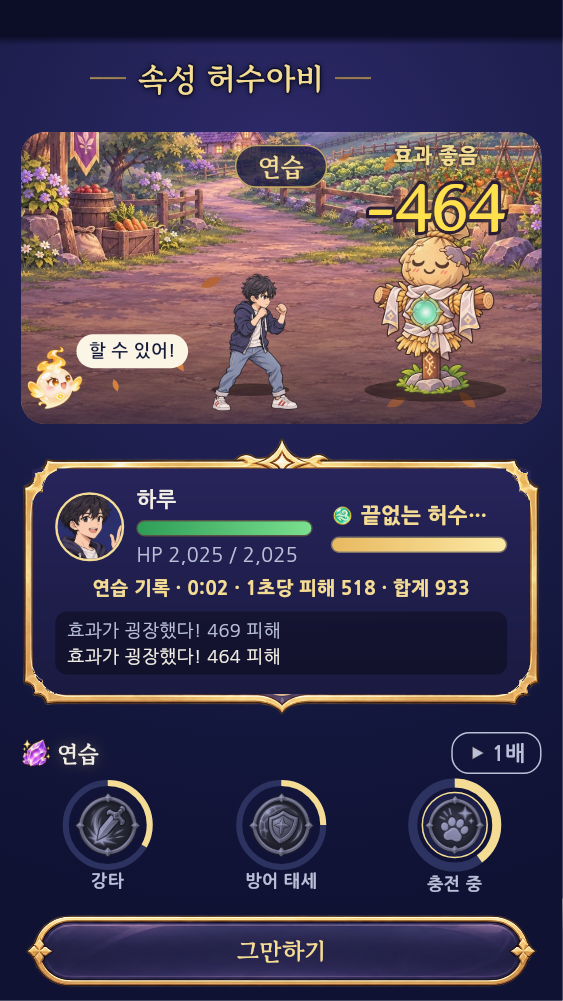 속성 허수아비
연습
효과 좋음
-464
할 수 있어!
하루
끝없는 허수…
HP 2,025 / 2,025
연습 기록 · 0:02 · 1초당 피해 518 · 합계 933
효과가 굉장했다! 469 피해
효과가 굉장했다! 464 피해
연습
▶ 1배
강타
방어 태세
충전 중
그만하기